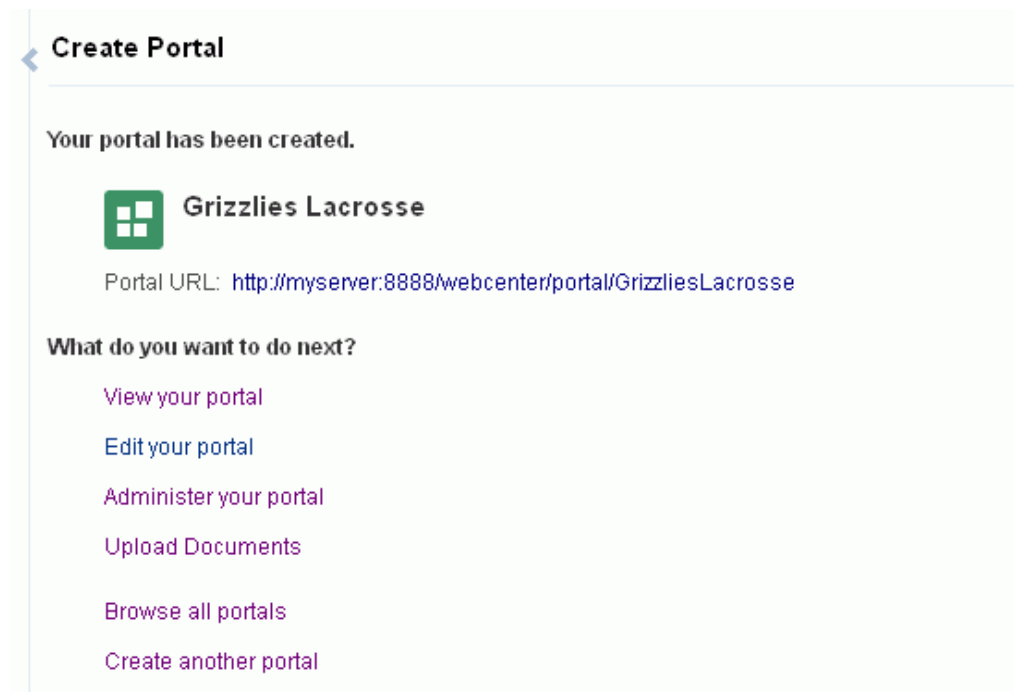 Create Portal
Your portal has been created.
Grizzlies Lacrosse
Portal URL: http://myserver:8888/webcenter/portal/GrizzliesLacrosse
What do you want to do next?
View your portal
Edit your portal
Administer your portal
Upload Documents
Browse all portals
Create another portal